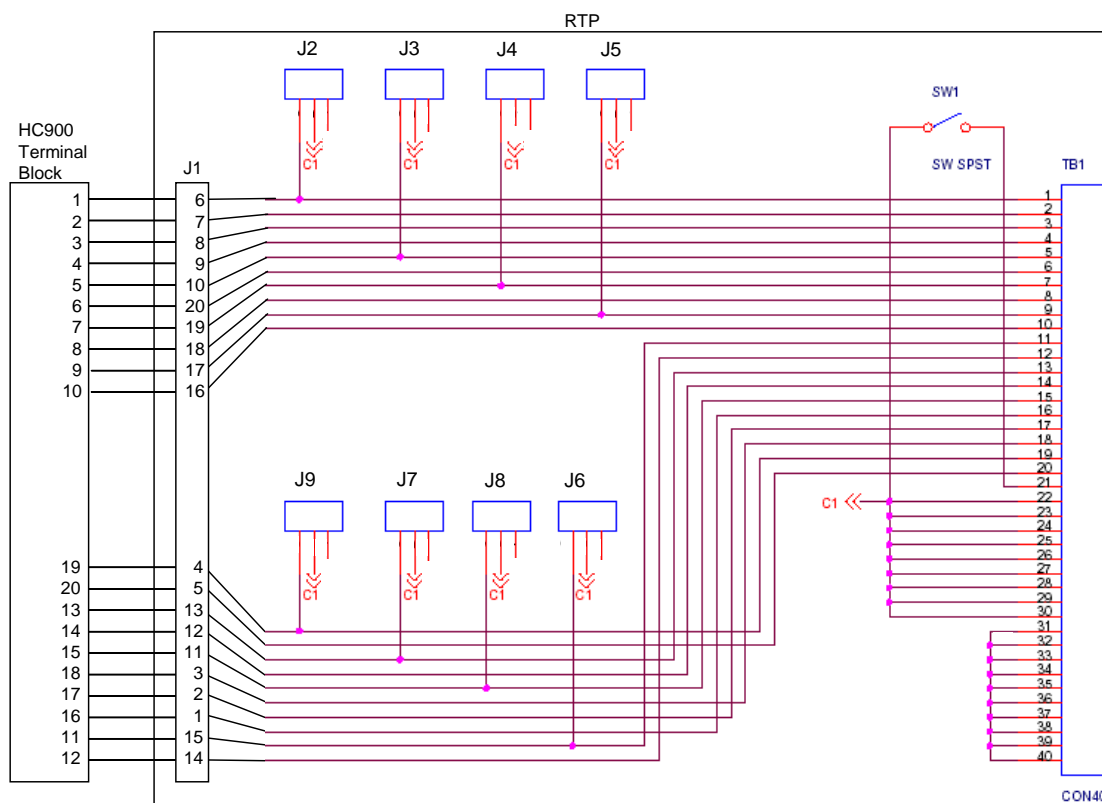 RTP
J2 J3 J4 J5
SW1
HC900
Terminal
Block
J1
C1 C1 C1 C1
SW SPST
TB1
1 6 1
2 7 2
3 8 3
4 9 4
5 10 5
6 20 6
7 19 7
8 18 8
9 17 9
10 16 10
11
12
13
14
15
16
17
18
19
20
21
J9 J7 J8 J6
C1 22
23
24
25
26
27
28
29
30
C1 C1 C1 C1
19 4
20 5
13 13
14 12
15 11
18 3
17 2
16 1
11 15
12 14
31
32
33
34
35
36
37
38
39
40
CON40